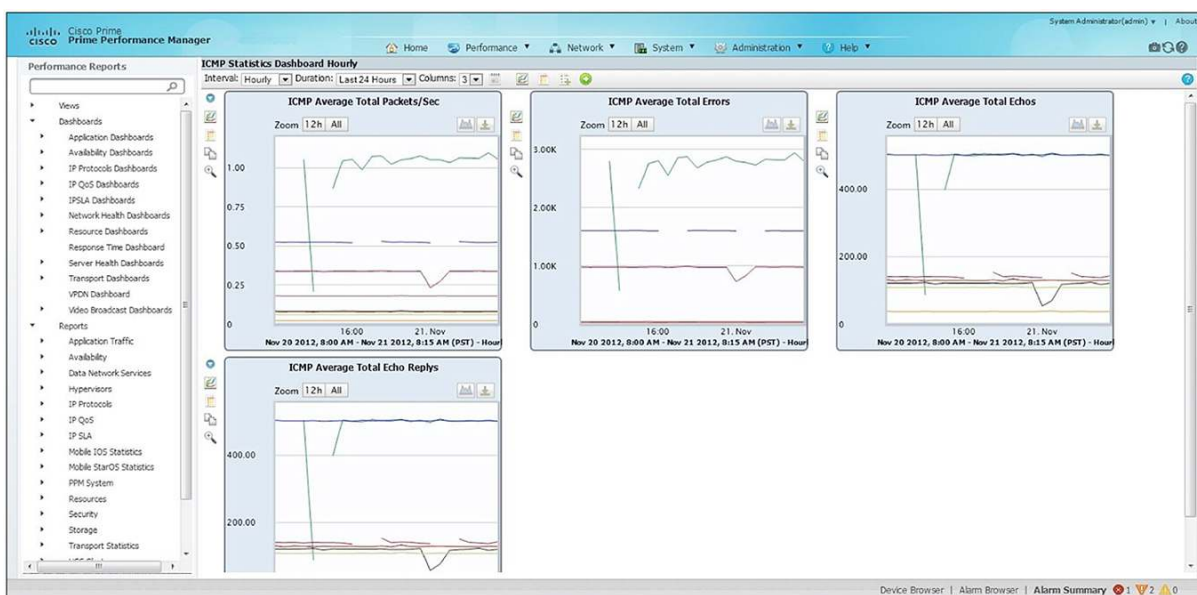 System Administrator(admin) | About
cisco Cisco Prime
Prime Performance Manager
Home Performance Network System Administration Help
Performance Reports
Views
Dashboards
Application Dashboards
Availability Dashboards
IP Protocols Dashboards
IP QoS Dashboards
IPSLA Dashboards
Network Health Dashboards
Resource Dashboards
Response Time Dashboard
Server Health Dashboards
Transport Dashboards
VPDN Dashboard
Video Broadcast Dashboards
Reports
Application Traffic
Availability
Data Network Services
Hypervisors
IP Protocols
IP QoS
IP SLA
Mobile IOS Statistics
Mobile StarOS Statistics
PPM System
Resources
Security
Storage
Transport Statistics
ICMP Statistics Dashboard Hourly
Interval: Hourly Duration: Last 24 Hours Columns: 3
ICMP Average Total Packets/Sec
Zoom 12h All
1.00
0.75
0.50
0.25
0
16:00 21. Nov
Nov 20 2012, 8:00 AM - Nov 21 2012, 8:15 AM (PST) - Hourl
ICMP Average Total Errors
Zoom 12h All
3.00K
2.00K
1.00K
0
16:00 21. Nov
Nov 20 2012, 8:00 AM - Nov 21 2012, 8:15 AM (PST) - Hourl
ICMP Average Total Echos
Zoom 12h All
400.00
200.00
0
16:00 21. Nov
Nov 20 2012, 8:00 AM - Nov 21 2012, 8:15 AM (PST) - Hourl
ICMP Average Total Echo Replys
Zoom 12h All
400.00
200.00
Device Browser | Alarm Browser | Alarm Summary 1 2 0